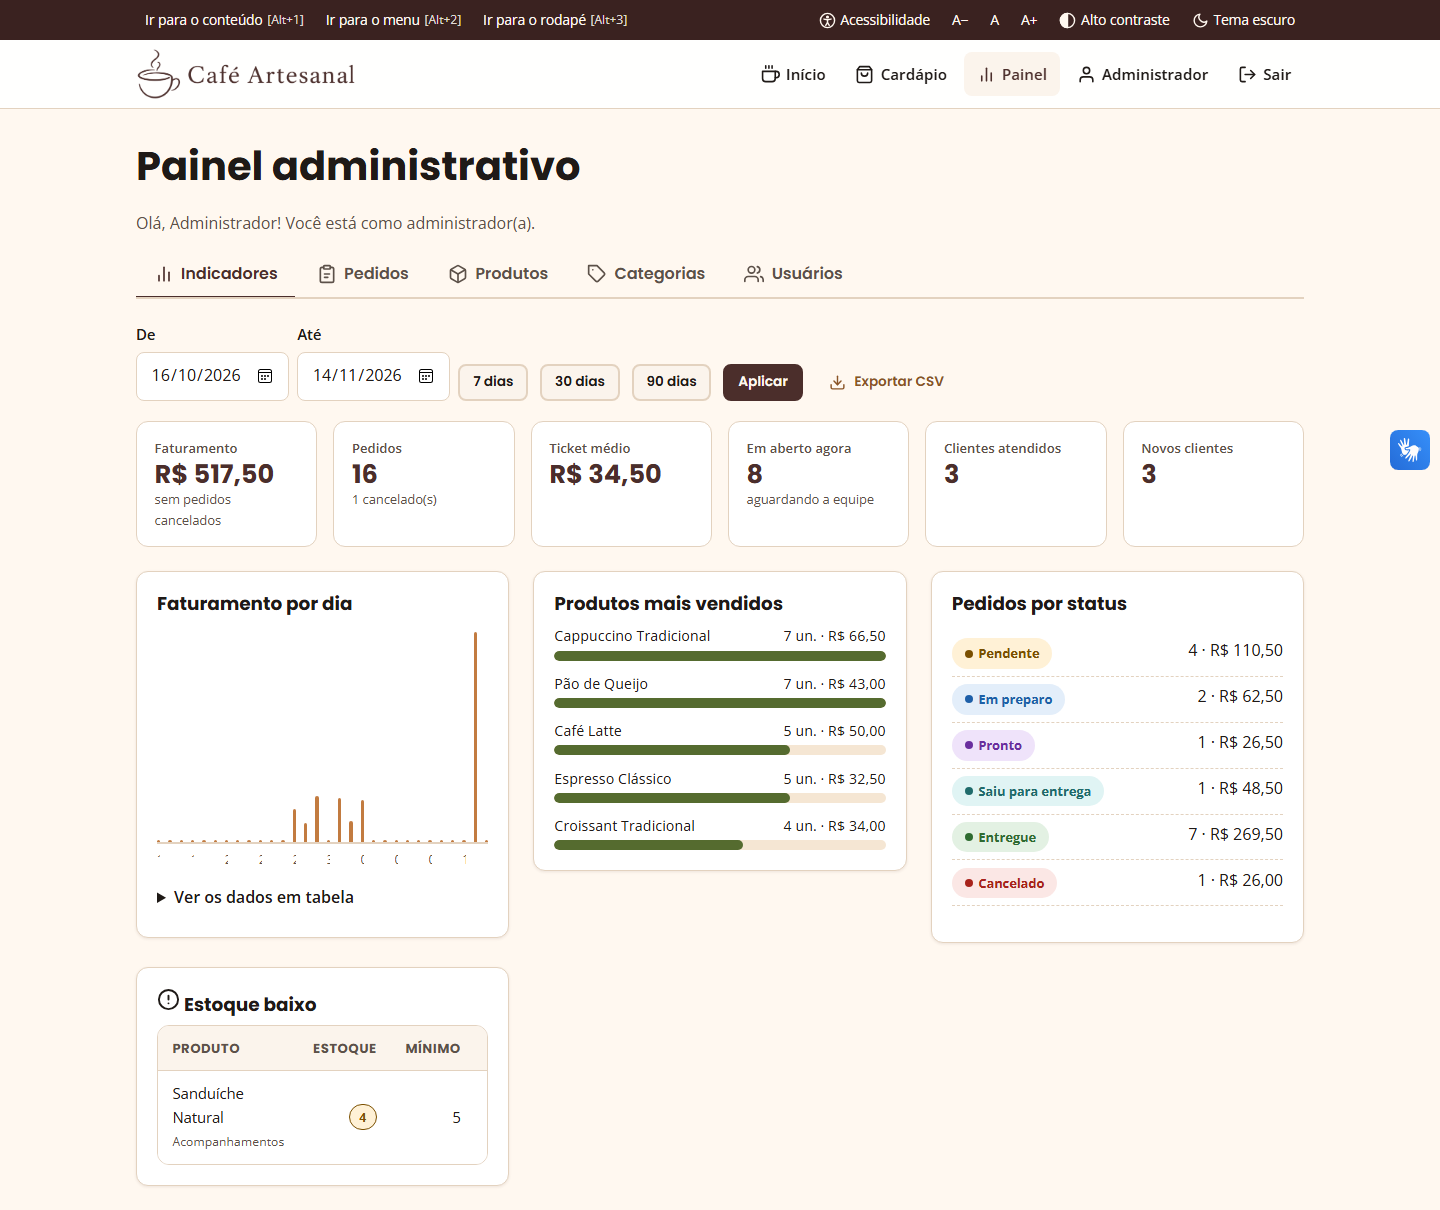 Ir para o conteúdo [Alt+1] Ir para o menu [Alt+2] Ir para o rodapé [Alt+3] Acessibilidade A− A A+ Alto contraste Tema escuro
Café Artesanal Início Cardápio Painel Administrador Sair
Painel administrativo
Olá, Administrador! Você está como administrador(a).
Indicadores Pedidos Produtos Categorias Usuários
De Até
16/10/2026 14/11/2026 7 dias 30 dias 90 dias Aplicar Exportar CSV
Faturamento
R$ 517,50
sem pedidos
cancelados
Pedidos
16
1 cancelado(s)
Ticket médio
R$ 34,50
Em aberto agora
8
aguardando a equipe
Clientes atendidos
3
Novos clientes
3
Faturamento por dia
Ver os dados em tabela
Produtos mais vendidos
Cappuccino Tradicional 7 un. · R$ 66,50
Pão de Queijo 7 un. · R$ 43,00
Café Latte 5 un. · R$ 50,00
Espresso Clássico 5 un. · R$ 32,50
Croissant Tradicional 4 un. · R$ 34,00
Pedidos por status
Pendente 4 · R$ 110,50
Em preparo 2 · R$ 62,50
Pronto 1 · R$ 26,50
Saiu para entrega 1 · R$ 48,50
Entregue 7 · R$ 269,50
Cancelado 1 · R$ 26,00
Estoque baixo
PRODUTO ESTOQUE MÍNIMO
Sanduíche
Natural 4 5
Acompanhamentos